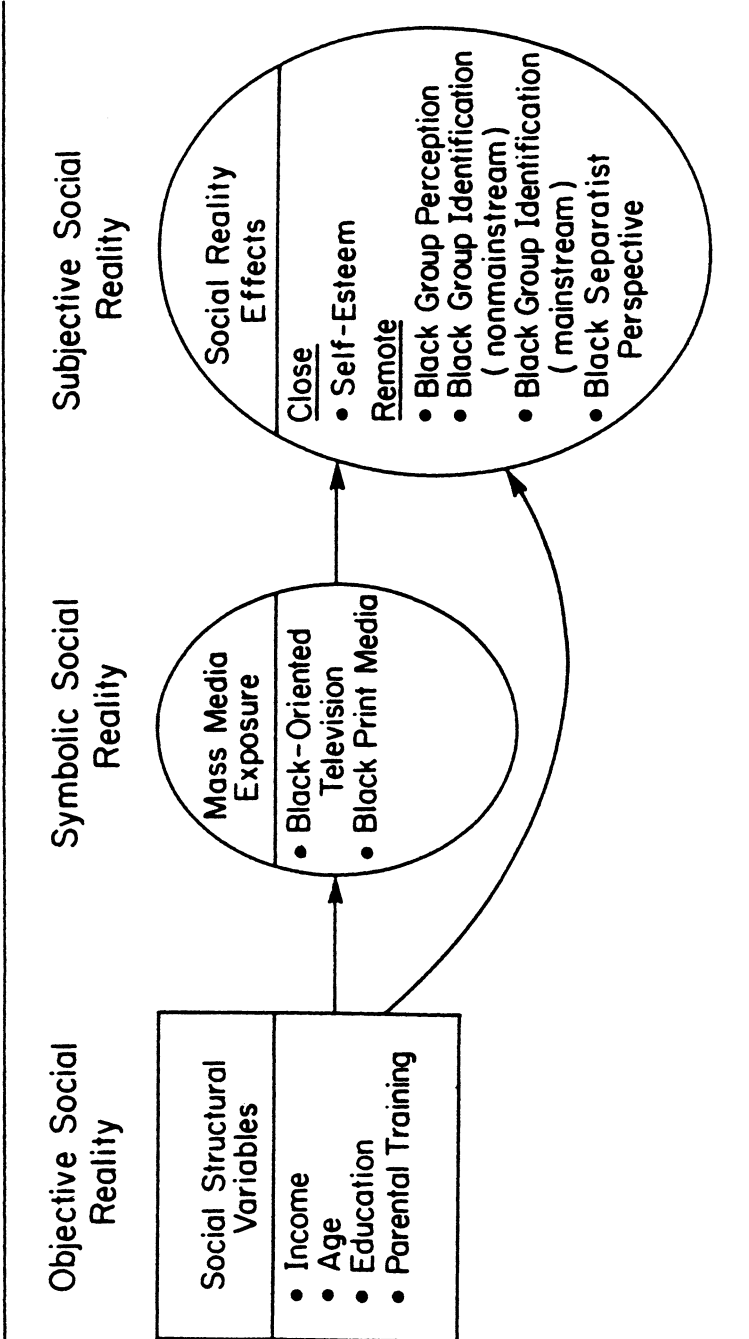 Objective Social
Reality
Social Structural
Variables
• Income
• Age
• Education
• Parental Training
Symbolic Social
Reality
Mass Media
Exposure
• Black-Oriented
Television
• Black Print Media
Subjective Social
Reality
Social Reality
Effects
Close
• Self-Esteem
Remote
• Black Group Perception
• Black Group Identification
(nonmainstream)
• Black Group Identification
(mainstream)
• Black Separatist
Perspective